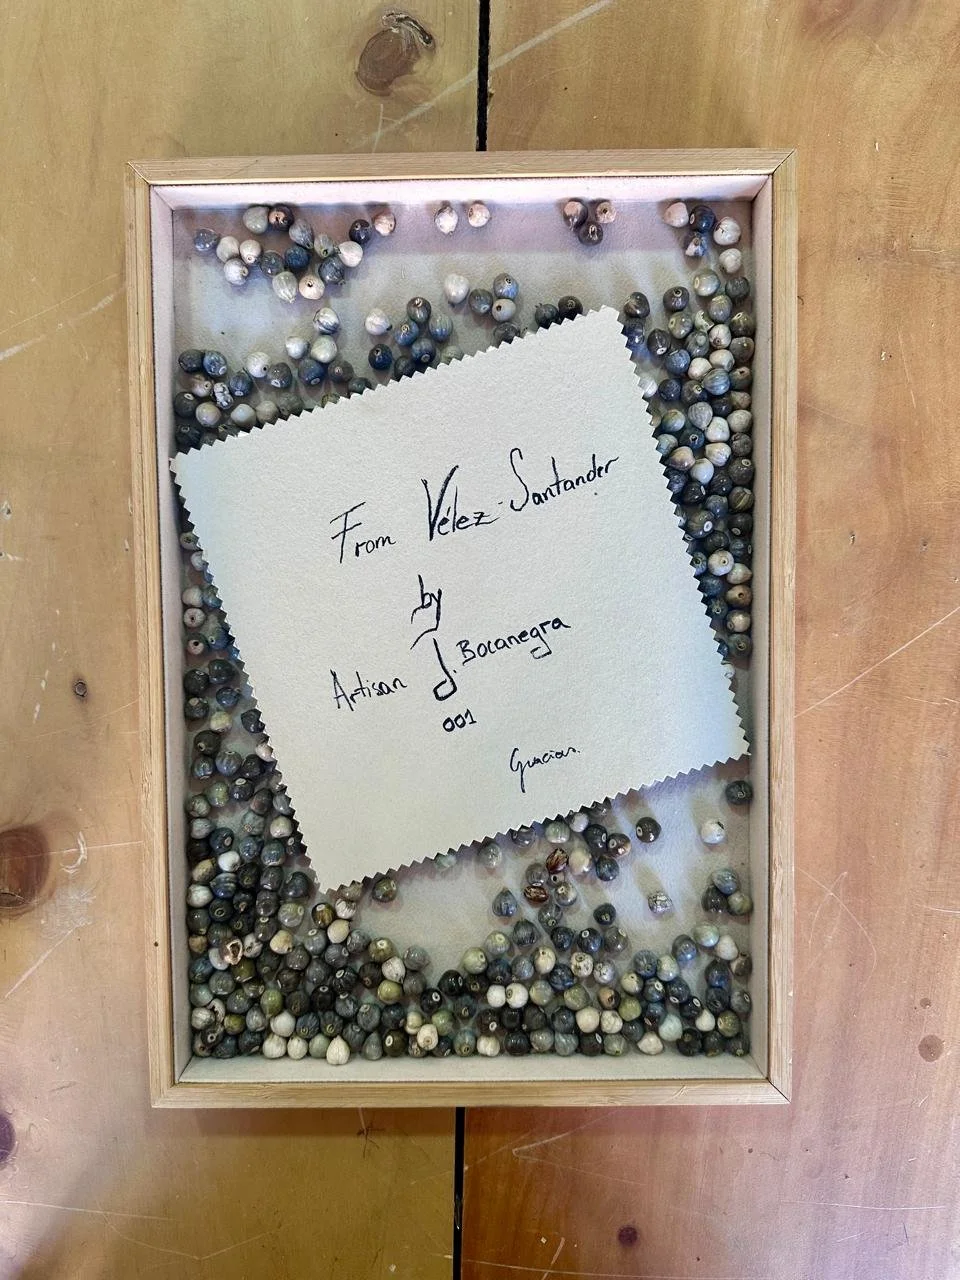 From Vélez-Santander
by
Artisan J. Bocanegra
001
Gracias.